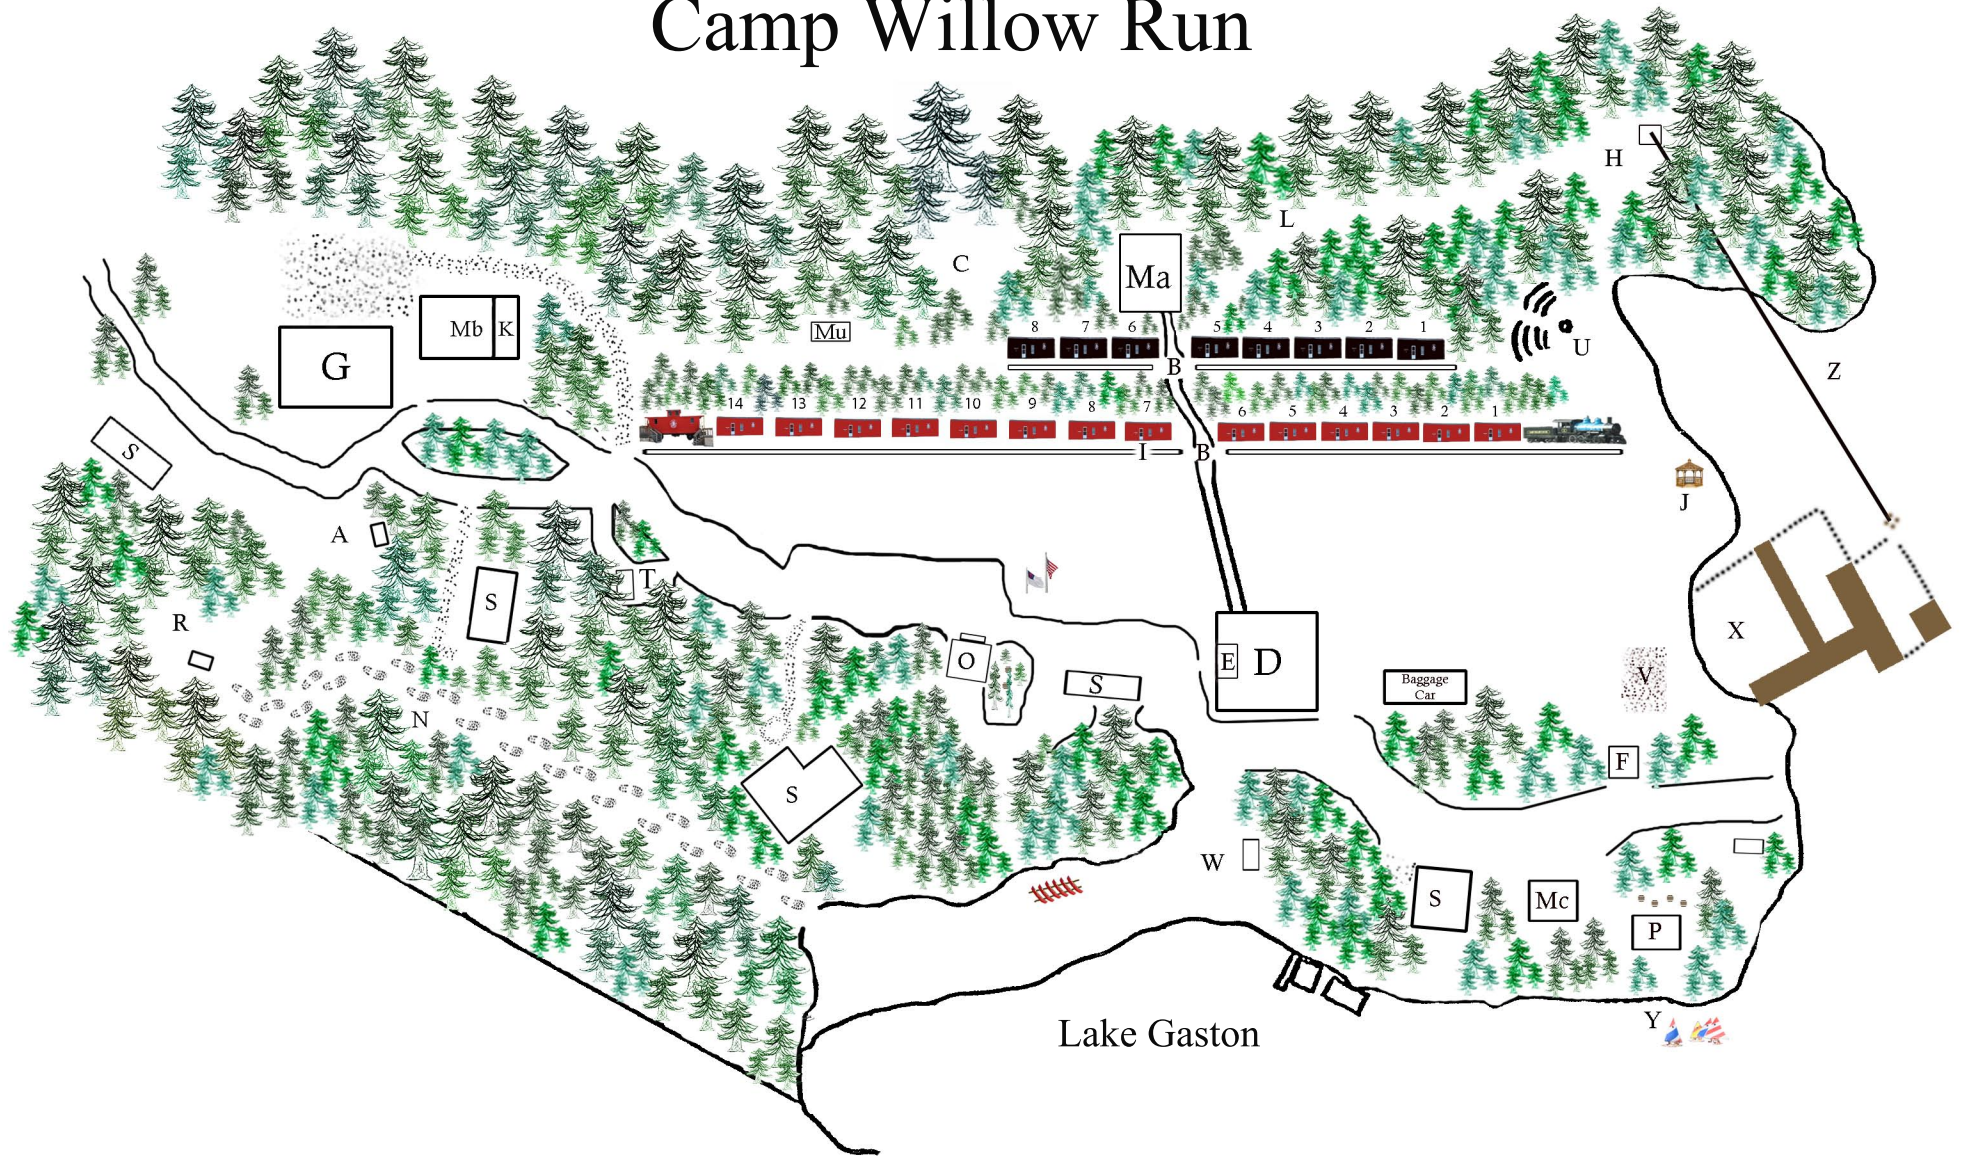 Camp Willow Run
H
L
C
Ma
Mb K
Mu
8 7 6 5 4 3 2 1
U
G
B
Z
14 13 12 11 10 9 8 7 6 5 4 3 2 1
S
I B
J
A
T
S
R
X
O
E D
S
Baggage
Car
V
N
F
S
W
S
Mc
P
Y
Lake Gaston